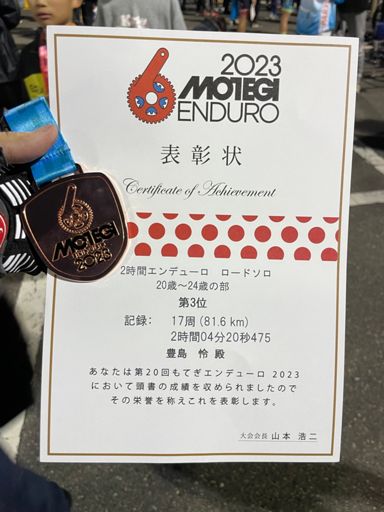 2023
MOTEGI
ENDURO
表彰状
Certificate of Achievement
2時間エンデューロ ロードソロ
20歳〜24歳の部
第3位
記録: 17周 (81.6 km)
2時間04分20秒475
豊島 怜 殿
あなたは第20回もてぎエンデューロ 2023
において頭書の成績を収められましたので
その栄誉を称えこれを表彰します。
大会会長 山本 浩二
MOTEGI
ENDURO
2023